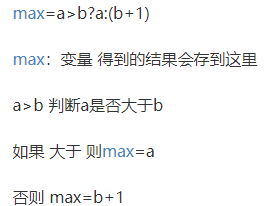 max=a>b?a:(b+1)
max：变量 得到的结果会存到这里
a>b 判断a是否大于b
如果 大于 则max=a
否则 max=b+1